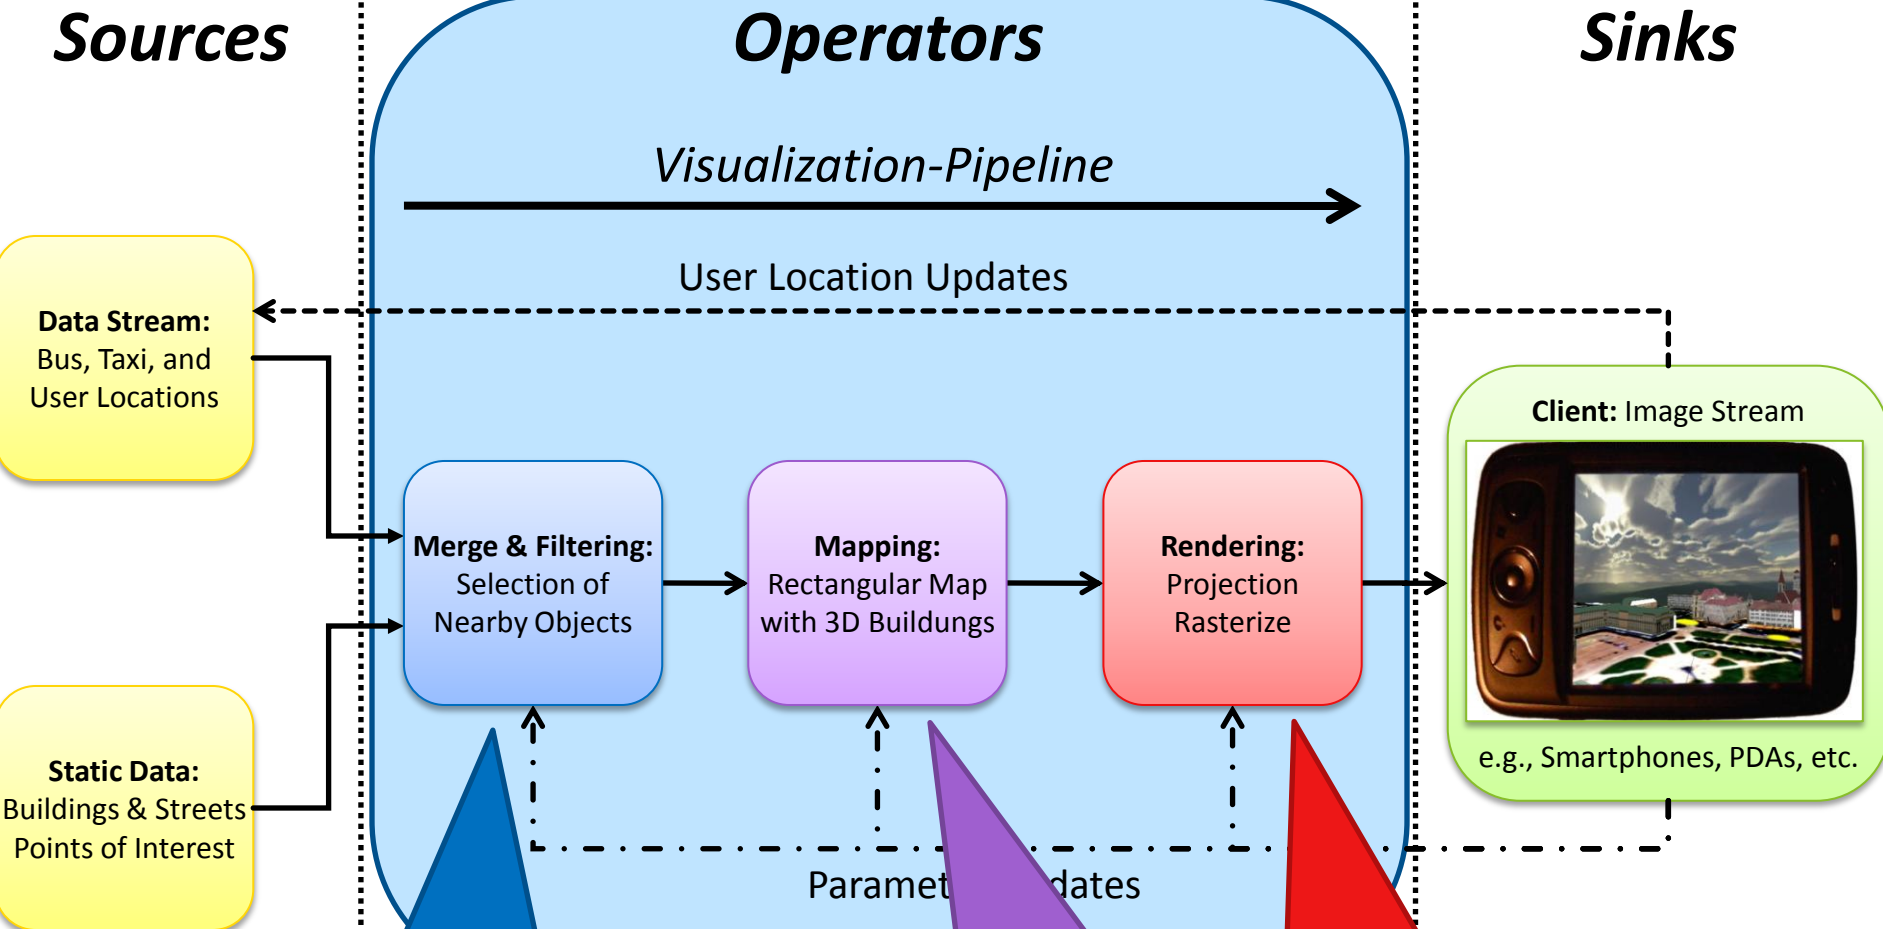 Sources
Operators
Sinks
Visualization-Pipeline
User Location Updates
Data Stream:
Bus, Taxi, and
User Locations
Client: Image Stream
Merge & Filtering:
Selection of
Nearby Objects
Mapping:
Rectangular Map
with 3D Buildungs
Rendering:
Projection
Rasterize
e.g., Smartphones, PDAs, etc.
Static Data:
Buildings & Streets
Points of Interest
Paramet dates